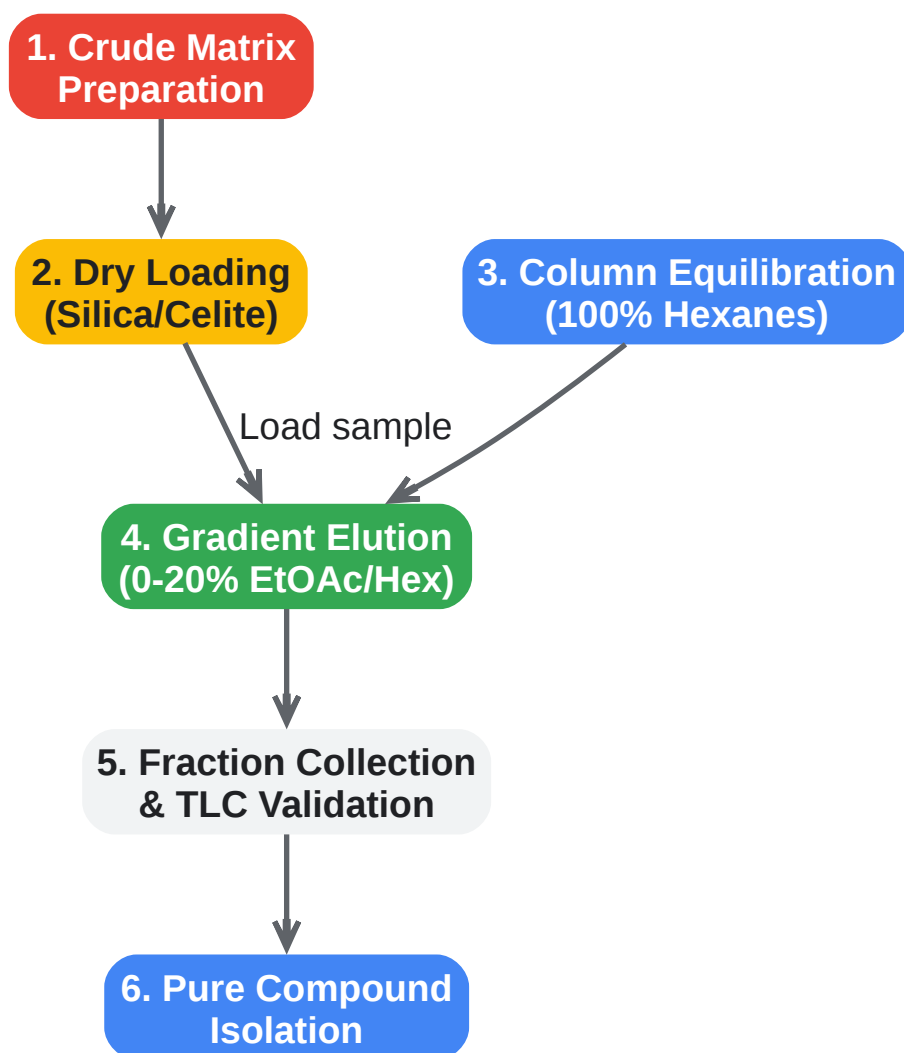 1. Crude Matrix
Preparation
2. Dry Loading
(Silica/Celite)
3. Column Equilibration
(100% Hexanes)
Load sample
4. Gradient Elution
(0-20% EtOAc/Hex)
5. Fraction Collection
& TLC Validation
6. Pure Compound
Isolation